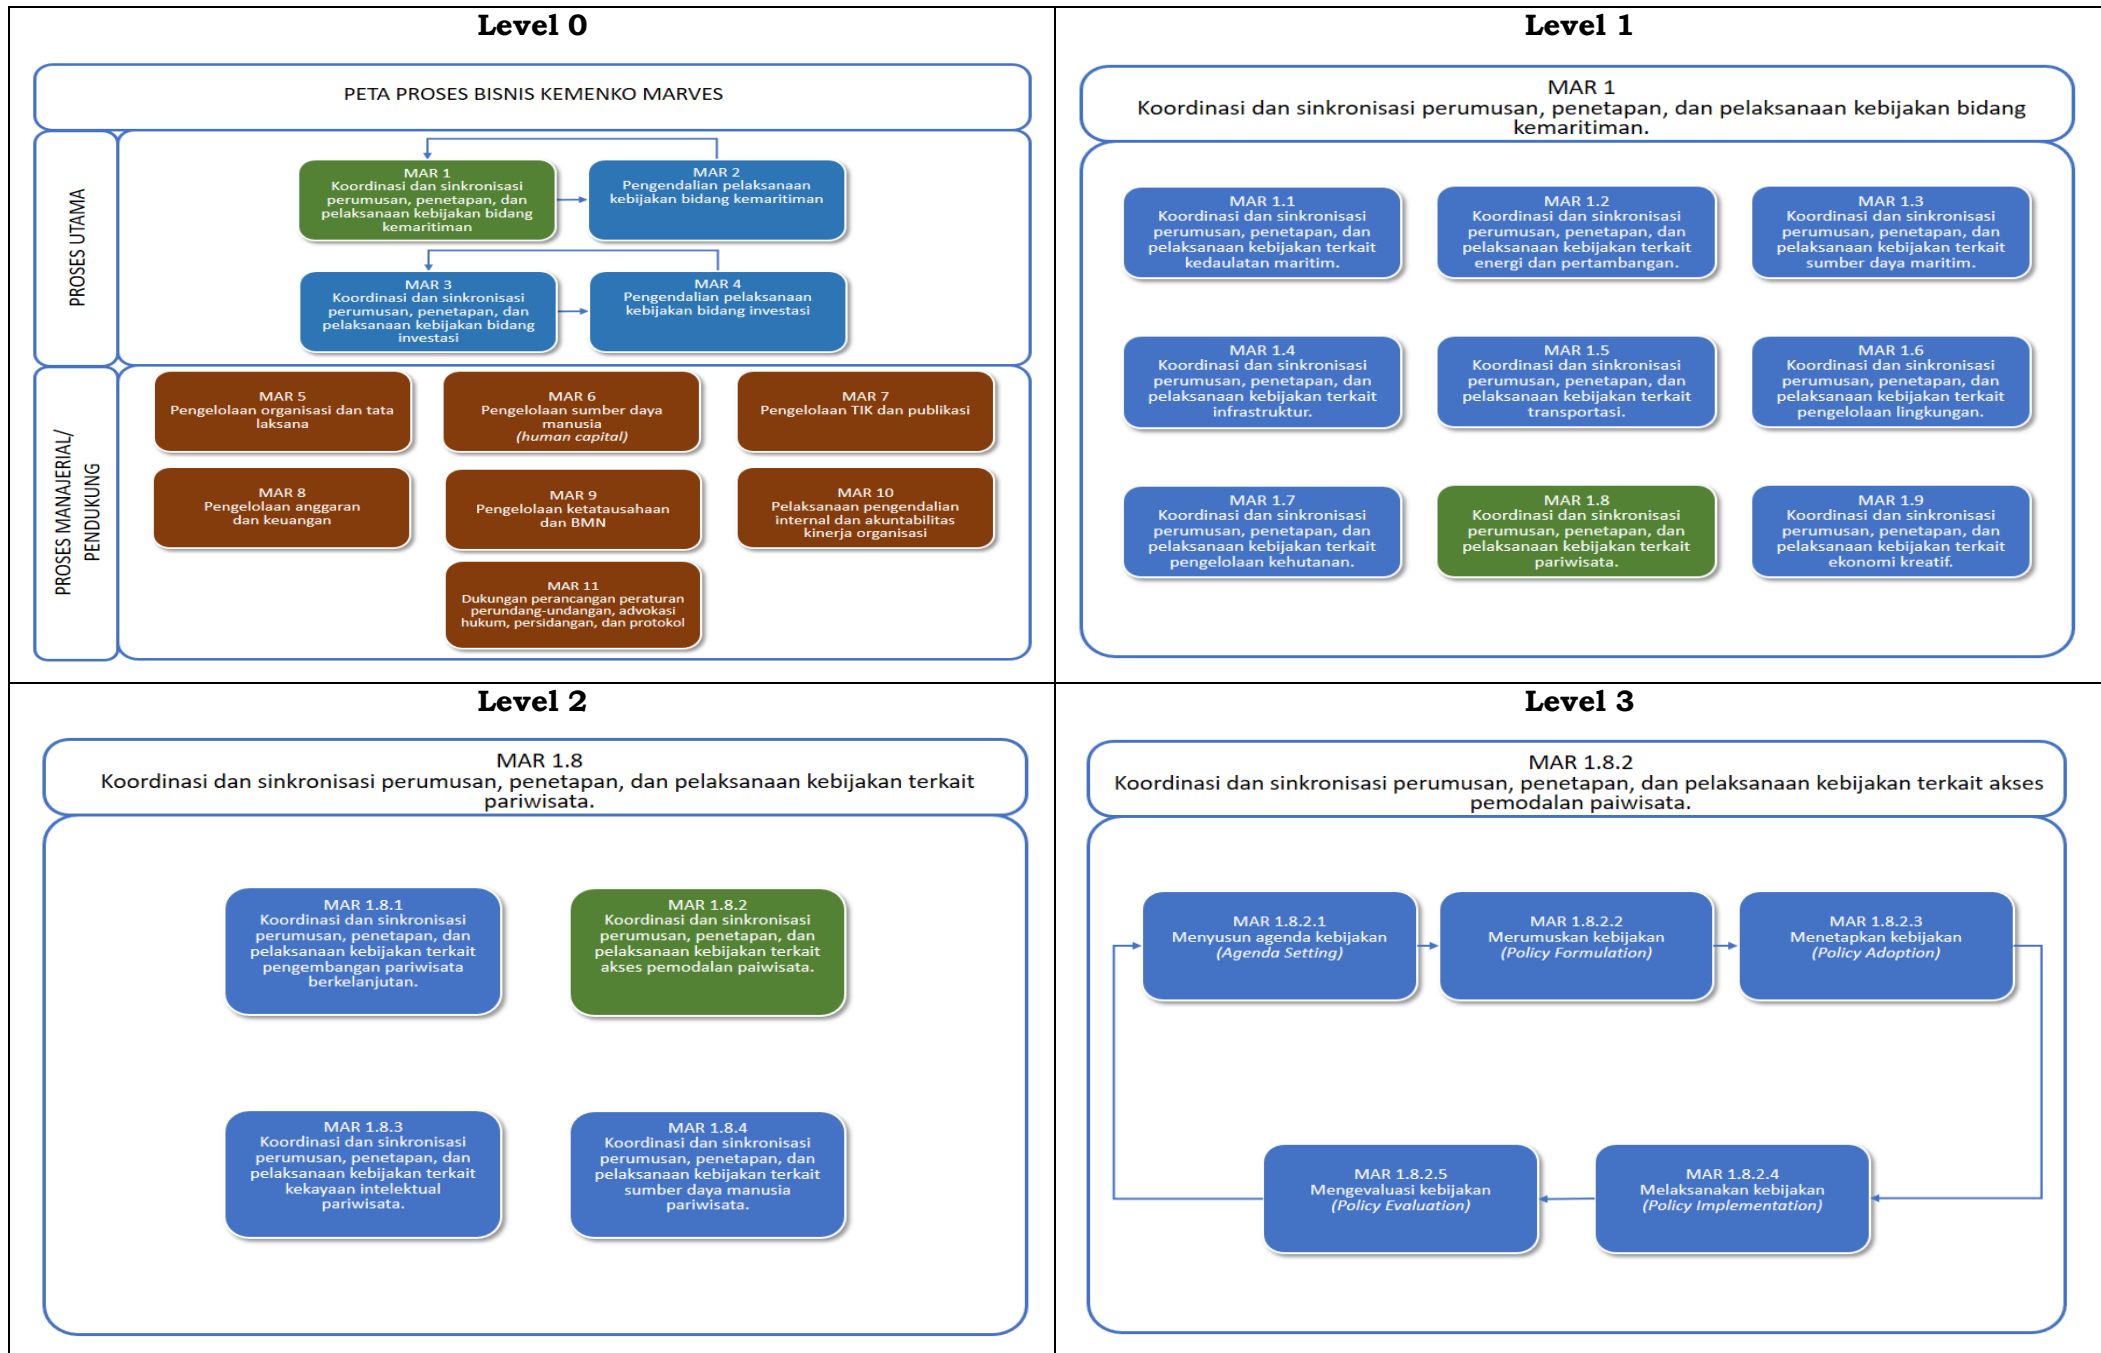 Level 0
PETA PROSES BISNIS KEMENKO MARVES
PROSES UTAMA
MAR 1
Koordinasi dan sinkronisasi
perumusan, penetapan, dan
pelaksanaan kebijakan bidang
kemaritiman
MAR 2
Pengendalian pelaksanaan
kebijakan bidang kemaritiman
MAR 3
Koordinasi dan sinkronisasi
perumusan, penetapan, dan
pelaksanaan kebijakan bidang
investasi
MAR 4
Pengendalian pelaksanaan
kebijakan bidang investasi
PROSES MANAJERIAL/
PENDUKUNG
MAR 5
Pengelolaan organisasi dan tata
laksana
MAR 6
Pengelolaan sumber daya
manusia
(human capital)
MAR 7
Pengelolaan TIK dan publikasi
MAR 8
Pengelolaan anggaran
dan keuangan
MAR 9
Pengelolaan ketatausahaan
dan BMN
MAR 10
Pelaksanaan pengendalian
internal dan akuntabilitas
kinerja organisasi
MAR 11
Dukungan perancangan peraturan
perundang-undangan, advokasi
hukum, persidangan, dan protokol
Level 1
MAR 1
Koordinasi dan sinkronisasi perumusan, penetapan, dan pelaksanaan kebijakan bidang
kemaritiman.
MAR 1.1
Koordinasi dan sinkronisasi
perumusan, penetapan, dan
pelaksanaan kebijakan terkait
kedaulatan maritim.
MAR 1.2
Koordinasi dan sinkronisasi
perumusan, penetapan, dan
pelaksanaan kebijakan terkait
energi dan pertambangan.
MAR 1.3
Koordinasi dan sinkronisasi
perumusan, penetapan, dan
pelaksanaan kebijakan terkait
sumber daya maritim.
MAR 1.4
Koordinasi dan sinkronisasi
perumusan, penetapan, dan
pelaksanaan kebijakan terkait
infrastruktur.
MAR 1.5
Koordinasi dan sinkronisasi
perumusan, penetapan, dan
pelaksanaan kebijakan terkait
transportasi.
MAR 1.6
Koordinasi dan sinkronisasi
perumusan, penetapan, dan
pelaksanaan kebijakan terkait
pengelolaan lingkungan.
MAR 1.7
Koordinasi dan sinkronisasi
perumusan, penetapan, dan
pelaksanaan kebijakan terkait
pengelolaan kehutanan.
MAR 1.8
Koordinasi dan sinkronisasi
perumusan, penetapan, dan
pelaksanaan kebijakan terkait
pariwisata.
MAR 1.9
Koordinasi dan sinkronisasi
perumusan, penetapan, dan
pelaksanaan kebijakan terkait
ekonomi kreatif.
Level 2
MAR 1.8
Koordinasi dan sinkronisasi perumusan, penetapan, dan pelaksanaan kebijakan terkait
pariwisata.
MAR 1.8.1
Koordinasi dan sinkronisasi
perumusan, penetapan, dan
pelaksanaan kebijakan terkait
pengembangan pariwisata
berkelanjutan.
MAR 1.8.2
Koordinasi dan sinkronisasi
perumusan, penetapan, dan
pelaksanaan kebijakan terkait
akses pemodalan paiwisata.
MAR 1.8.3
Koordinasi dan sinkronisasi
perumusan, penetapan, dan
pelaksanaan kebijakan terkait
kekayaan intelektual
pariwisata.
MAR 1.8.4
Koordinasi dan sinkronisasi
perumusan, penetapan, dan
pelaksanaan kebijakan terkait
sumber daya manusia
pariwisata.
Level 3
MAR 1.8.2
Koordinasi dan sinkronisasi perumusan, penetapan, dan pelaksanaan kebijakan terkait akses
pemodalan paiwisata.
MAR 1.8.2.1
Menyusun agenda kebijakan
(Agenda Setting)
MAR 1.8.2.2
Merumuskan kebijakan
(Policy Formulation)
MAR 1.8.2.3
Menetapkan kebijakan
(Policy Adoption)
MAR 1.8.2.5
Mengevaluasi kebijakan
(Policy Evaluation)
MAR 1.8.2.4
Melaksanakan kebijakan
(Policy Implementation)